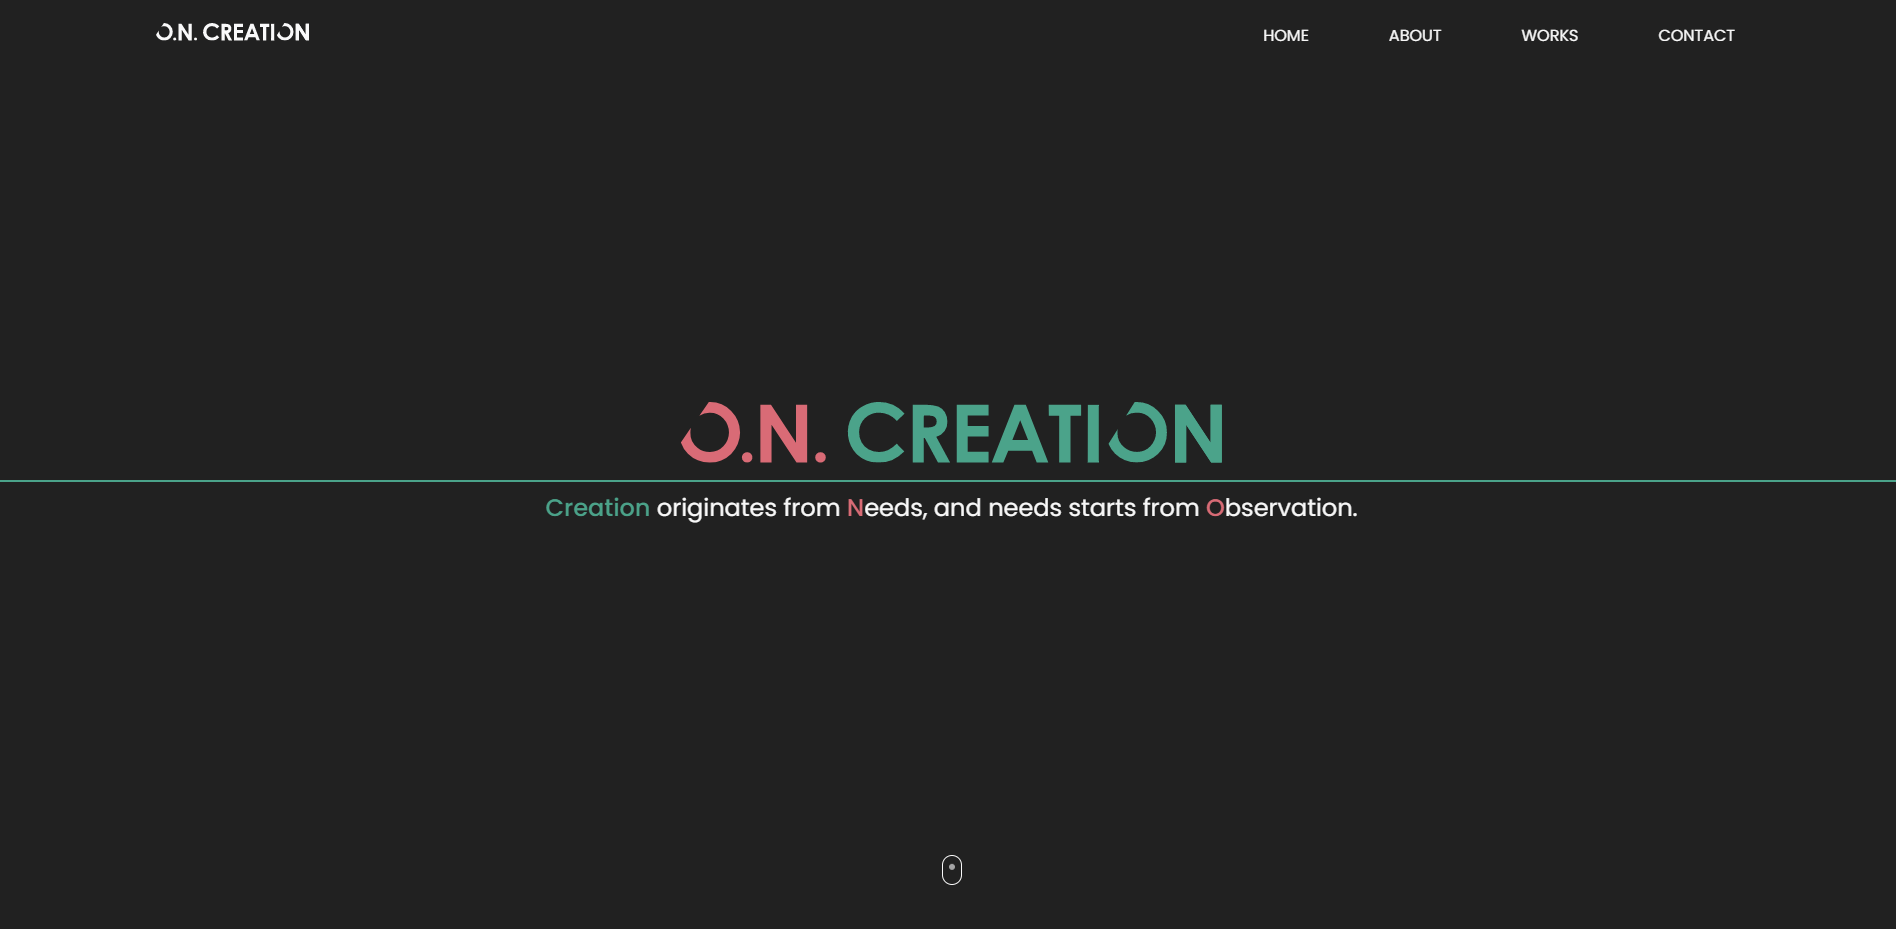 O.N. CREATION
HOME ABOUT WORKS CONTACT
O.N. CREATION
Creation originates from Needs, and needs starts from Observation.